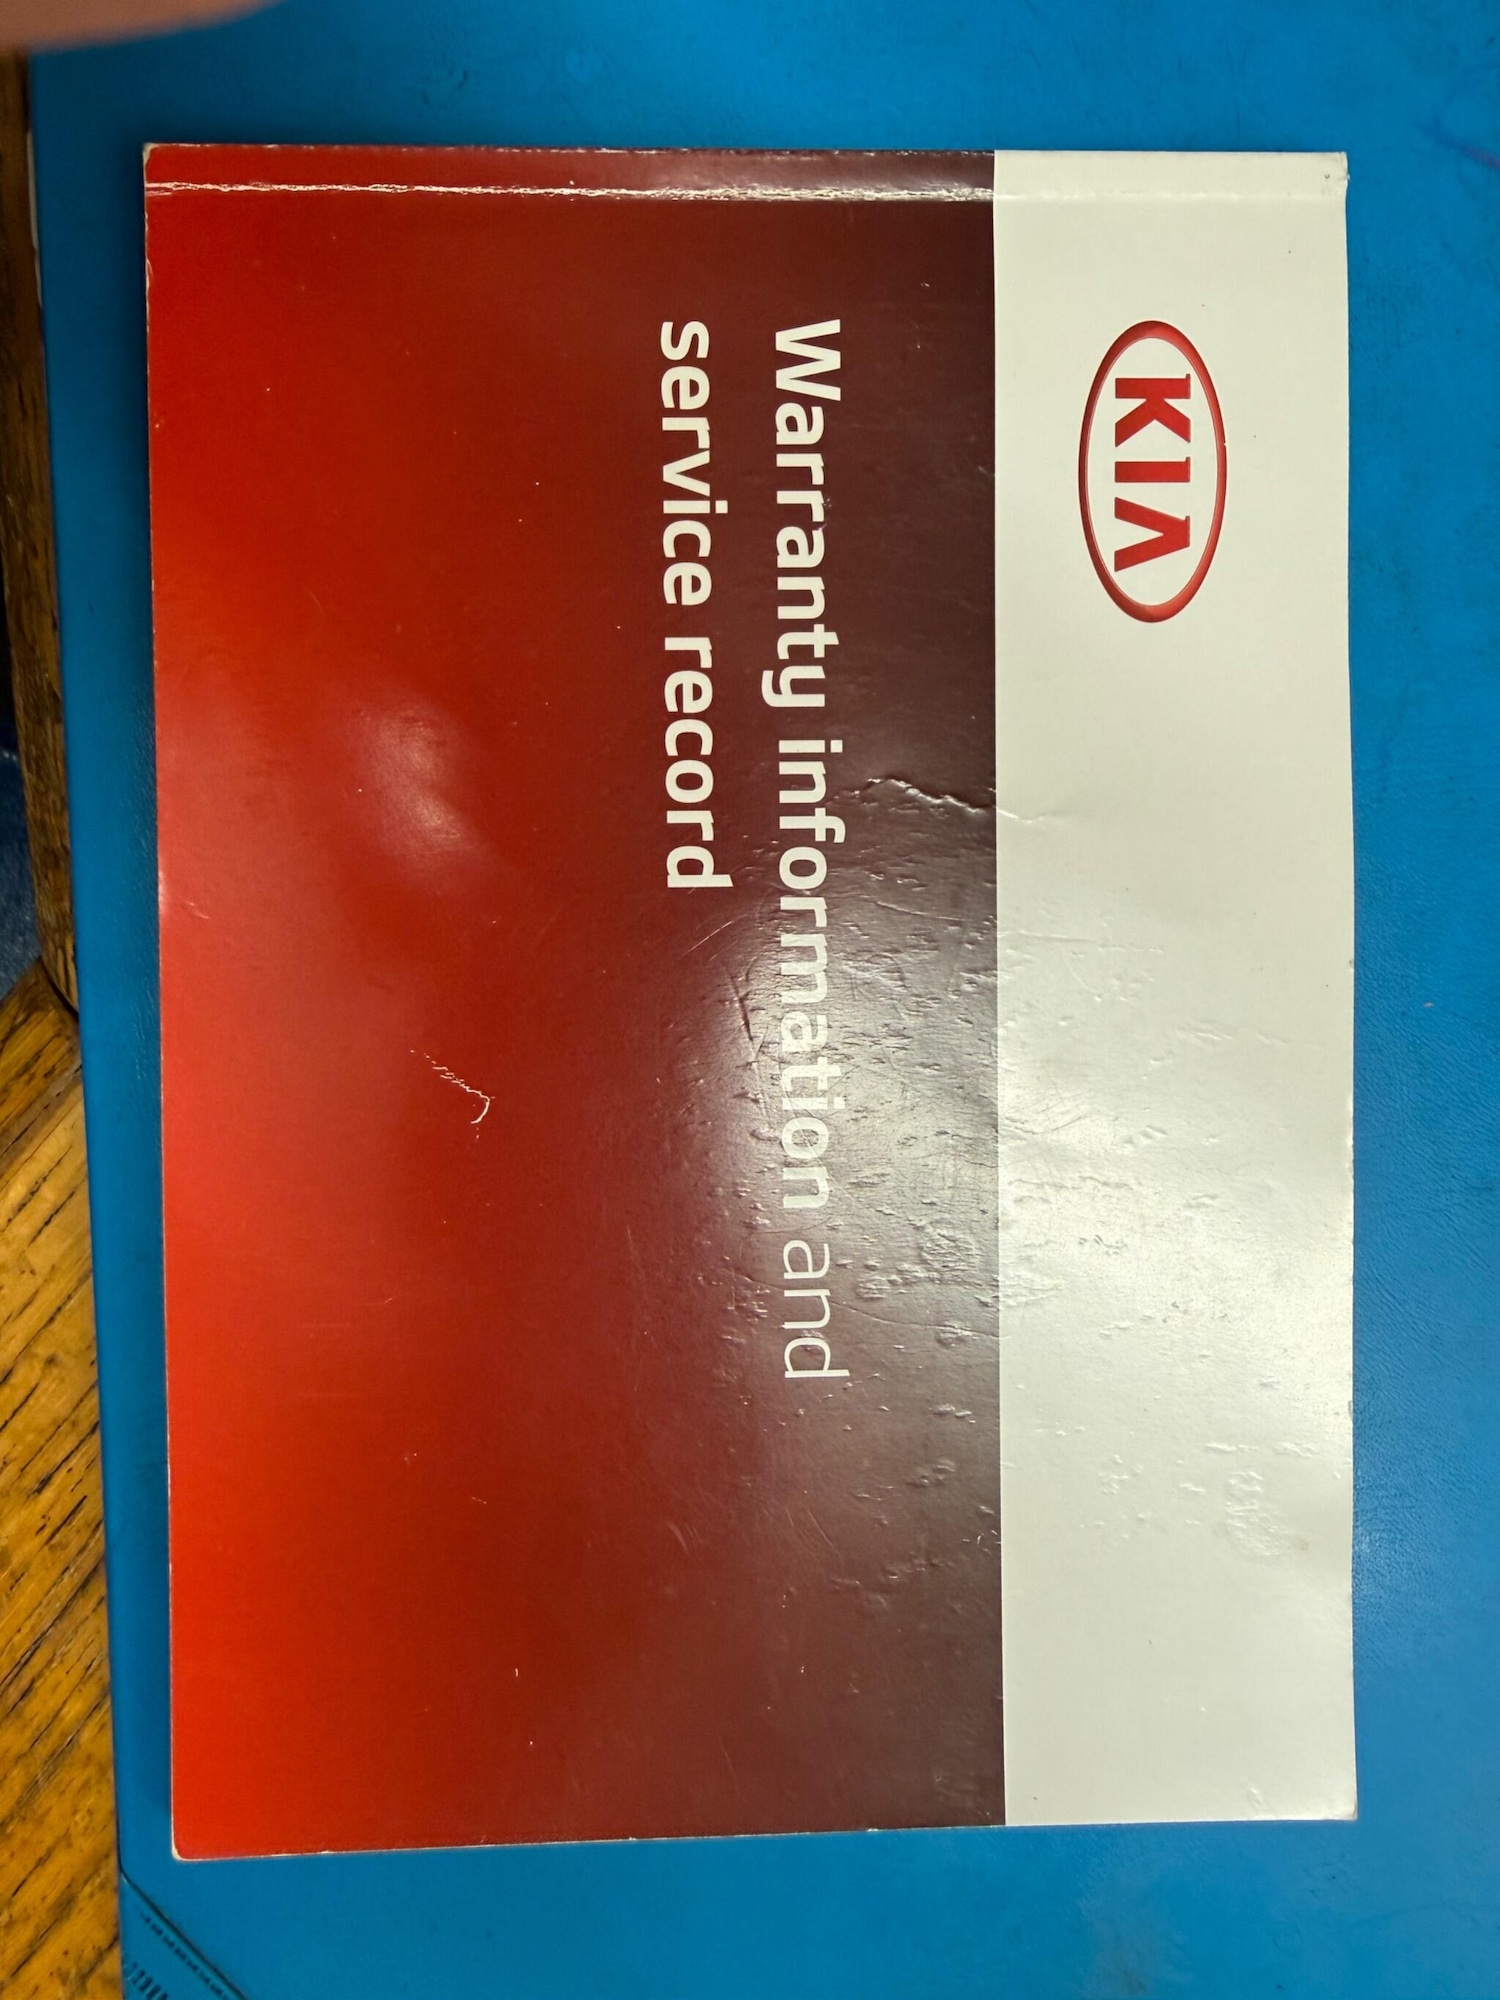 KIA
Warranty information and
service record